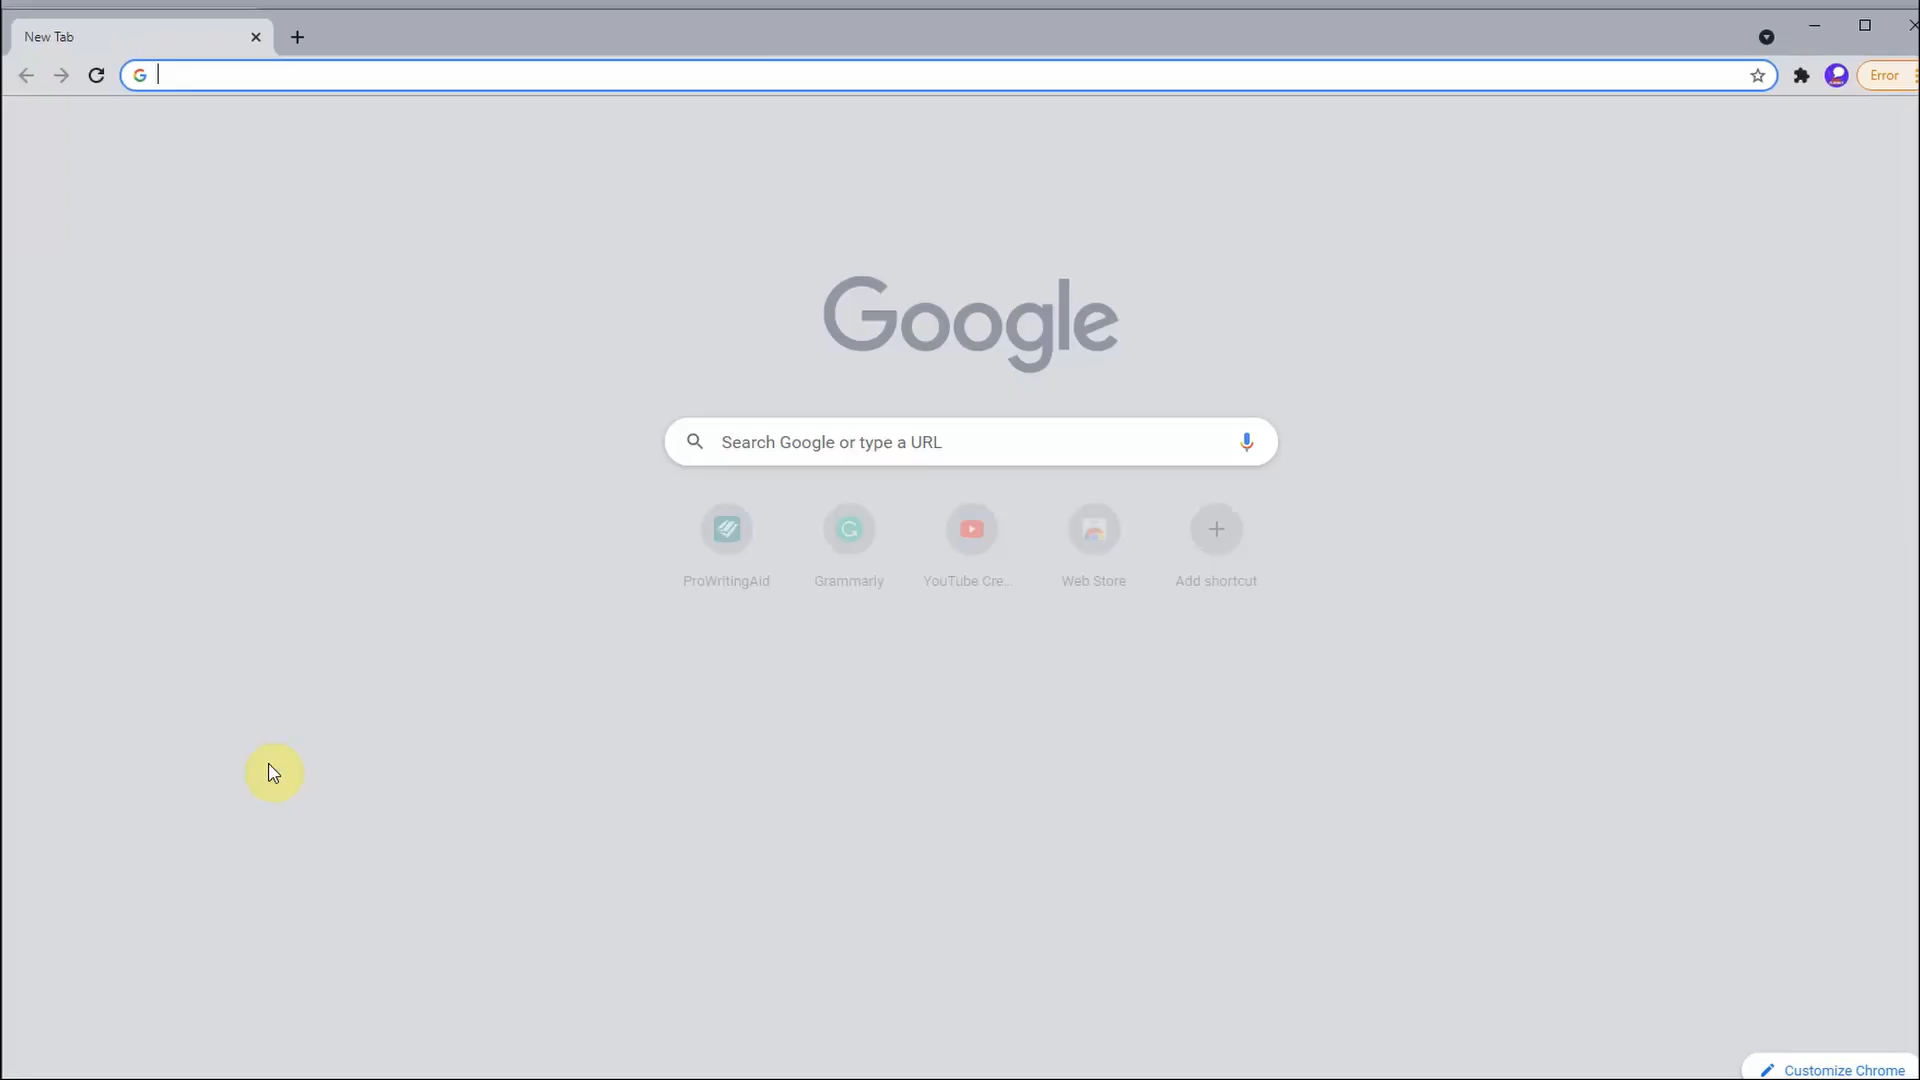 New Tab
Error
Google
Search Google or type a URL
ProWritingAid
Grammarly
YouTube Cre...
Web Store
Add shortcut
Customize Chrome